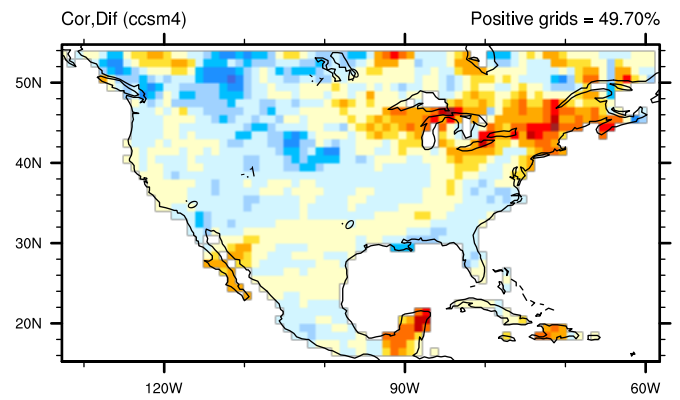 Cor,Dif (ccsm4)
Positive grids = 49.70%
50N
40N
30N
20N
120W
90W
60W